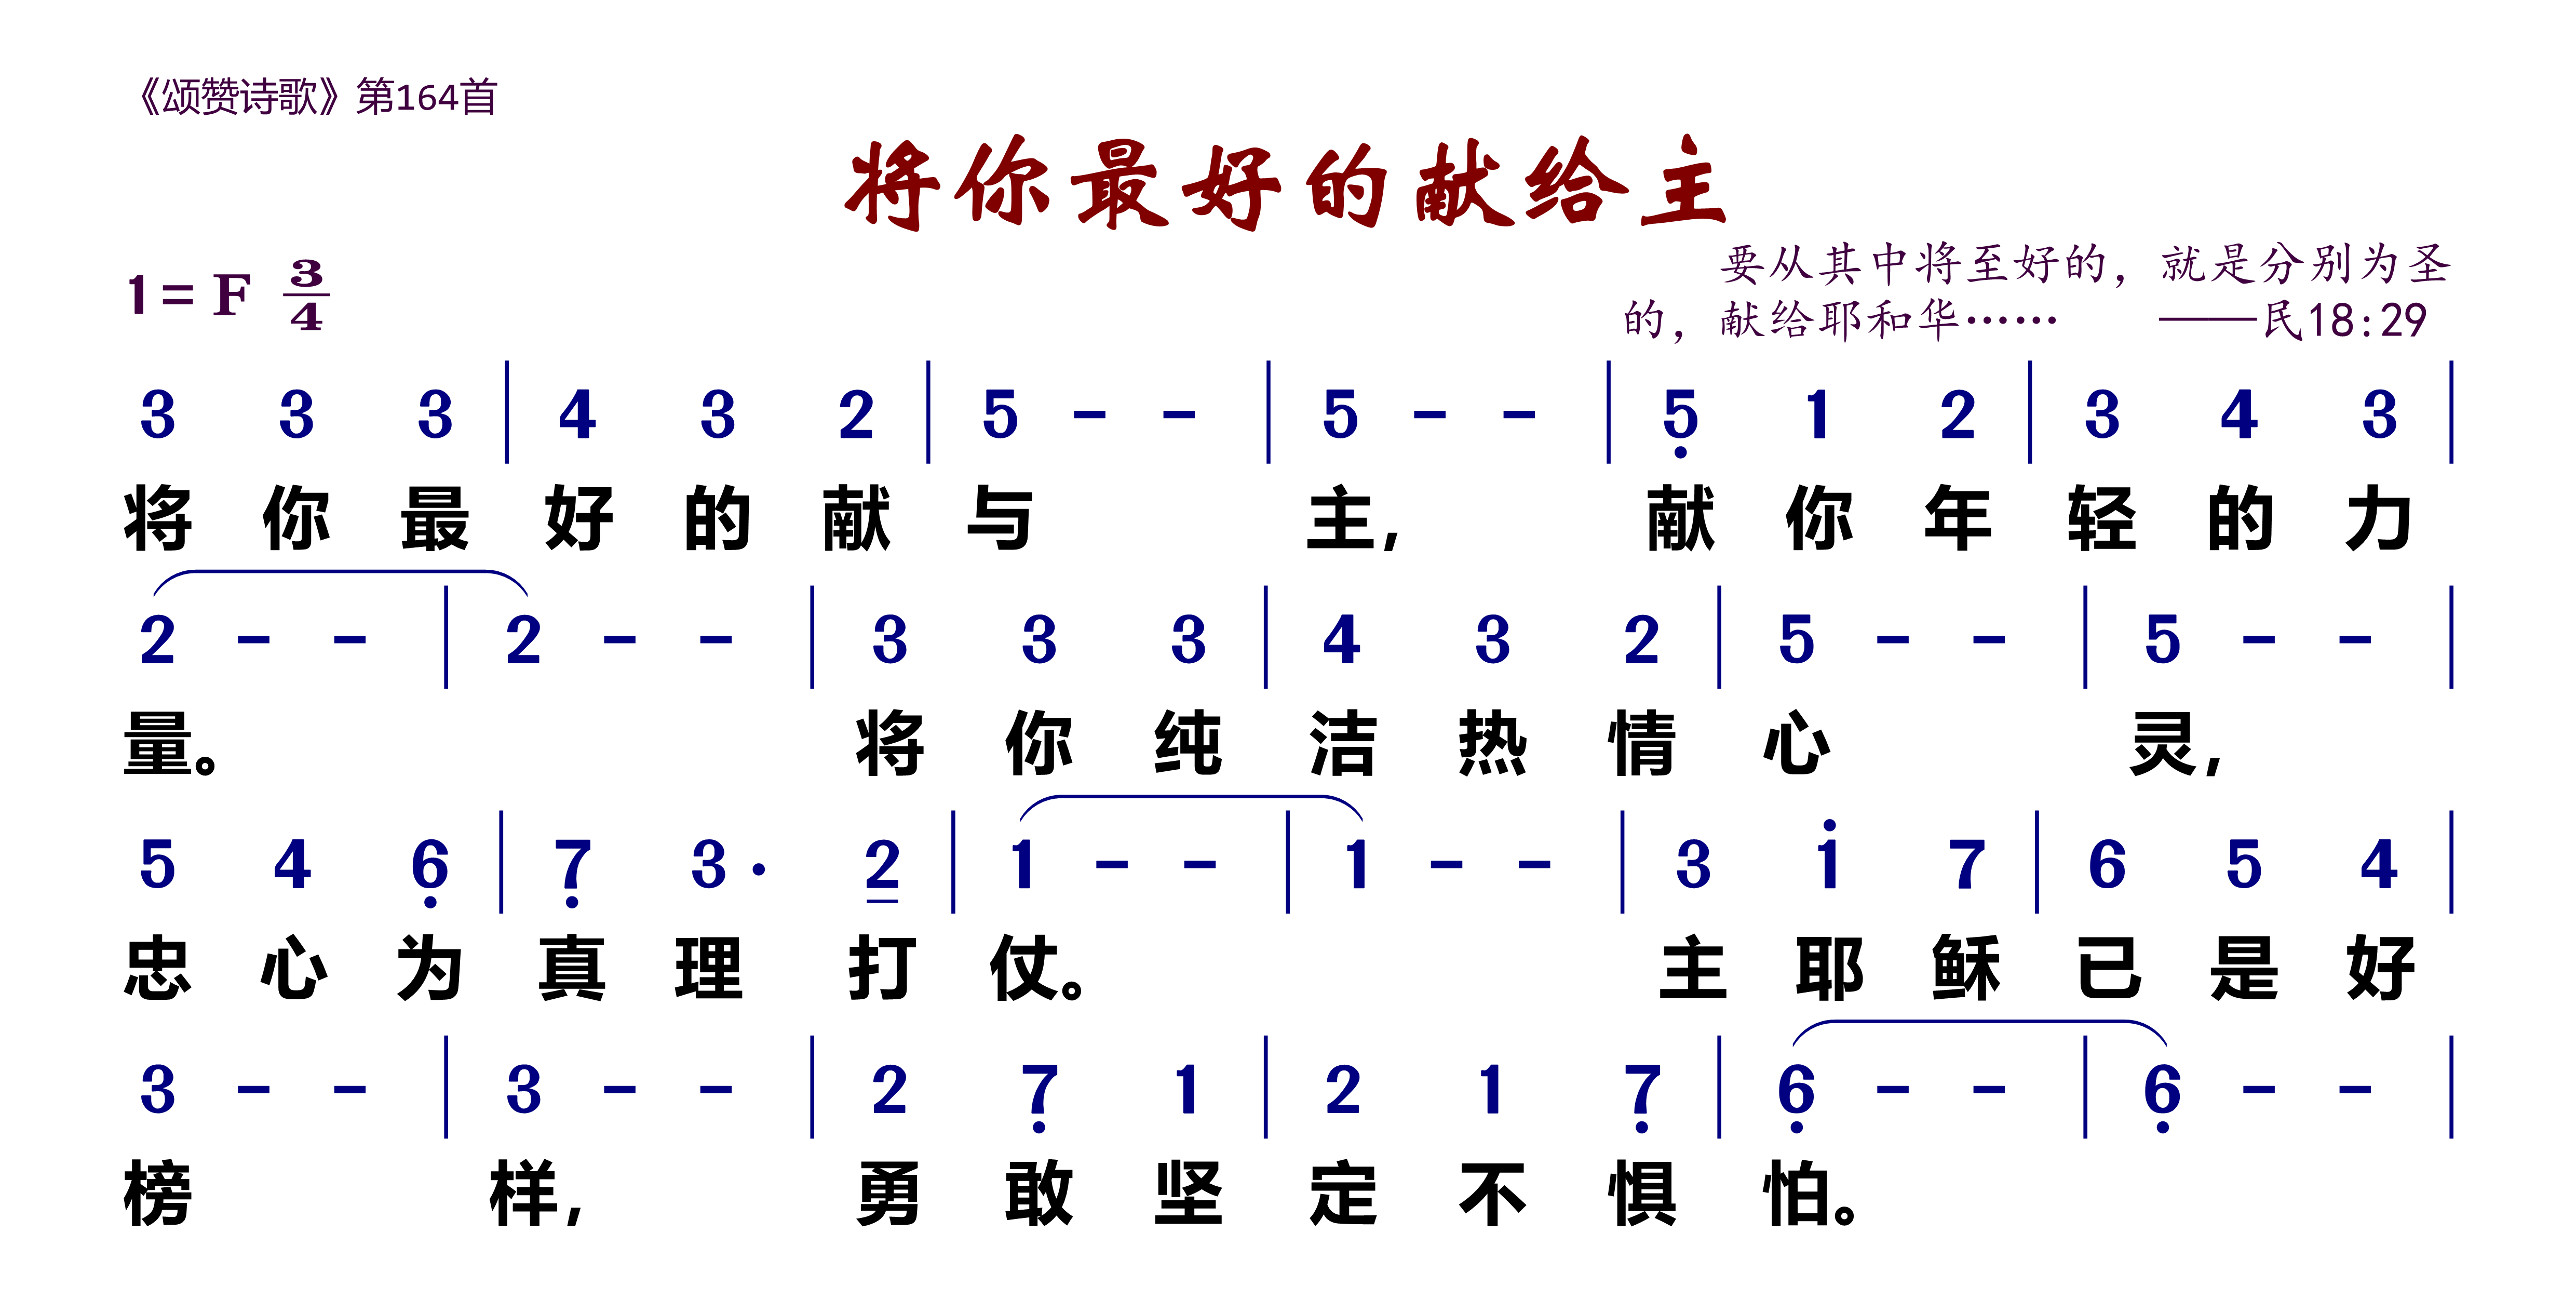 《颂赞诗歌》第164首
将你最好的献给主
1= F 3/4
要从其中将至好的，就是分别为圣
的，献给耶和华…… ——民18:29
3 3 3 | 4 3 2 | 5 - - | 5 - - | 5̣ 1 2 | 3 4 3 |
将 你 最 好 的 献 与 主， 献 你 年 轻 的 力
2 - - | 2 - - | 3 3 3 | 4 3 2 | 5 - - | 5 - - |
量。 将 你 纯 洁 热 情 心 灵，
5 4 6̣ | 7̣ 3· 2̲ | 1 - - | 1 - - | 3 1̇ 7 | 6 5 4 |
忠 心 为 真 理 打 仗。 主 耶 稣 已 是 好
3 - - | 3 - - | 2 7̣ 1 | 2 1 7̣ | 6̣ - - | 6̣ - - |
榜 样， 勇 敢 坚 定 不 惧 怕。